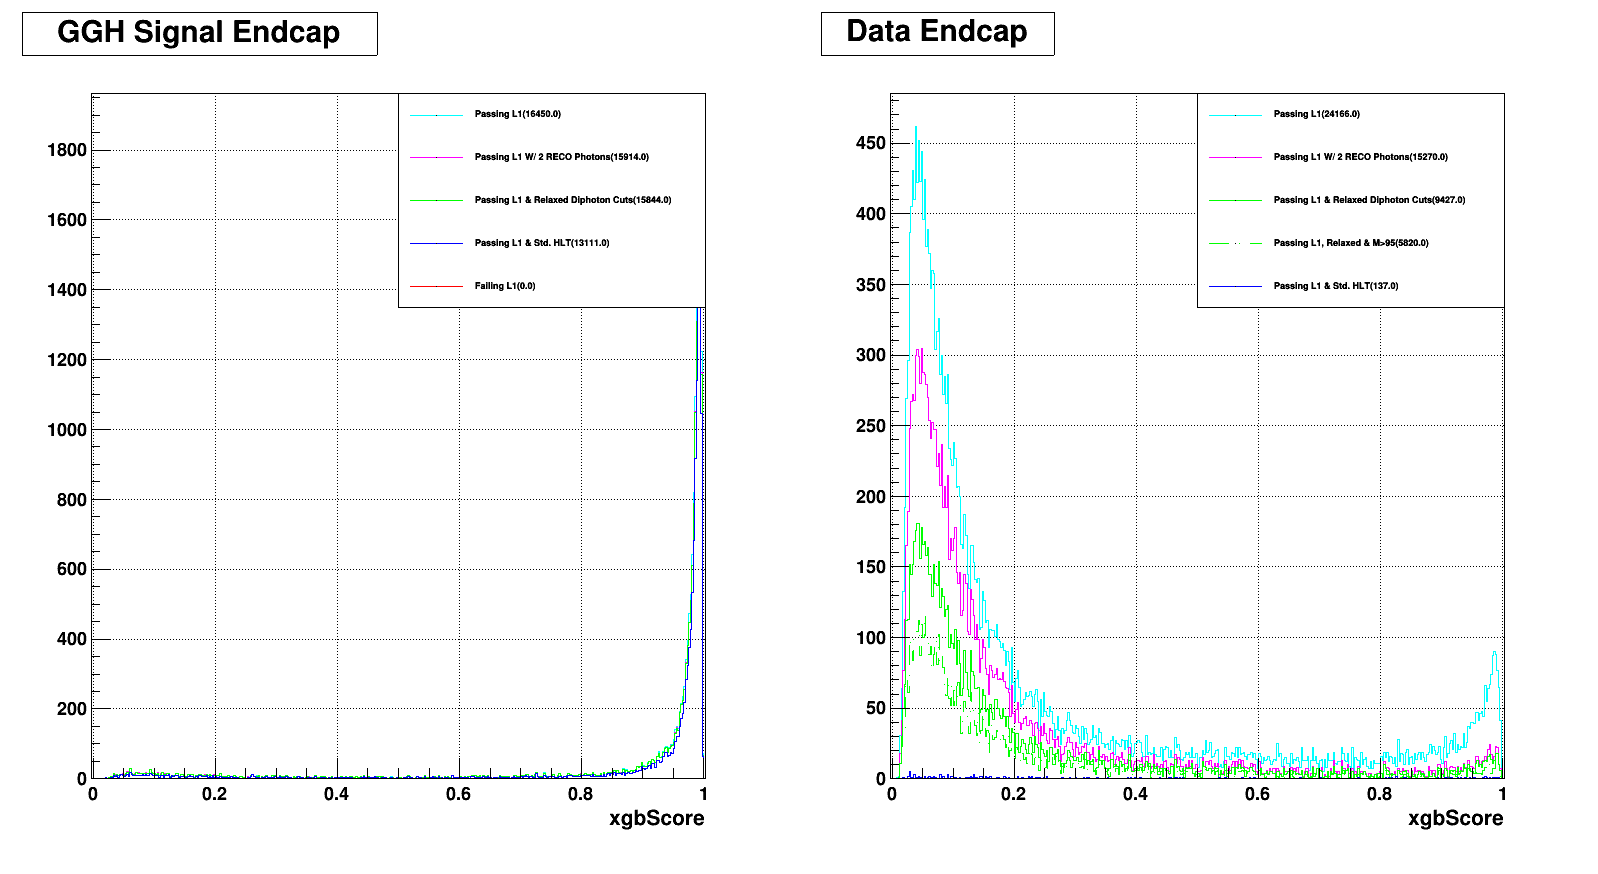 GGH Signal Endcap
Passing L1(16450.0)
Passing L1 W/ 2 RECO Photons(15914.0)
Passing L1 & Relaxed Diphoton Cuts(15844.0)
Passing L1 & Std. HLT(13111.0)
Failing L1(0.0)
1800
1600
1400
1200
1000
800
600
400
200
0
0 0.2 0.4 0.6 0.8 1
xgbScore
Data Endcap
Passing L1(24166.0)
Passing L1 W/ 2 RECO Photons(15270.0)
Passing L1 & Relaxed Diphoton Cuts(9427.0)
Passing L1, Relaxed & M>95(5820.0)
Passing L1 & Std. HLT(137.0)
450
400
350
300
250
200
150
100
50
0
0 0.2 0.4 0.6 0.8 1
xgbScore